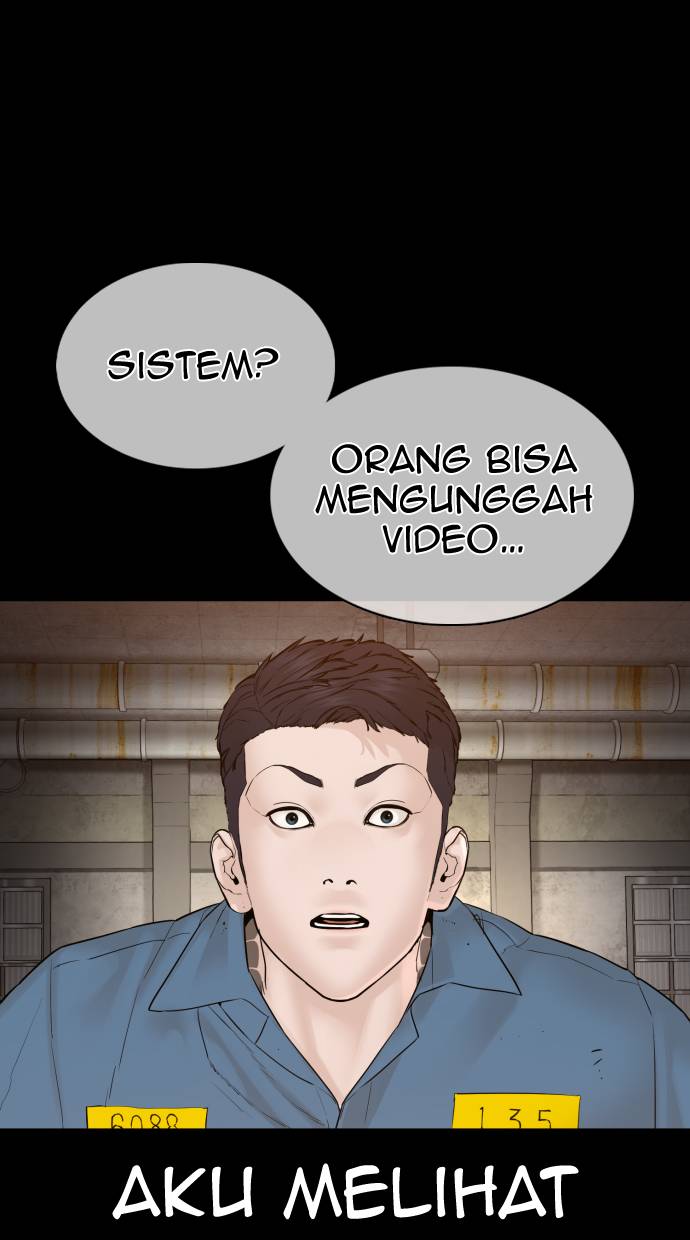 SISTEM?
ORANG BISA
MENGUNGGAH
VIDEO...
6088
135
AKU MELIHAT